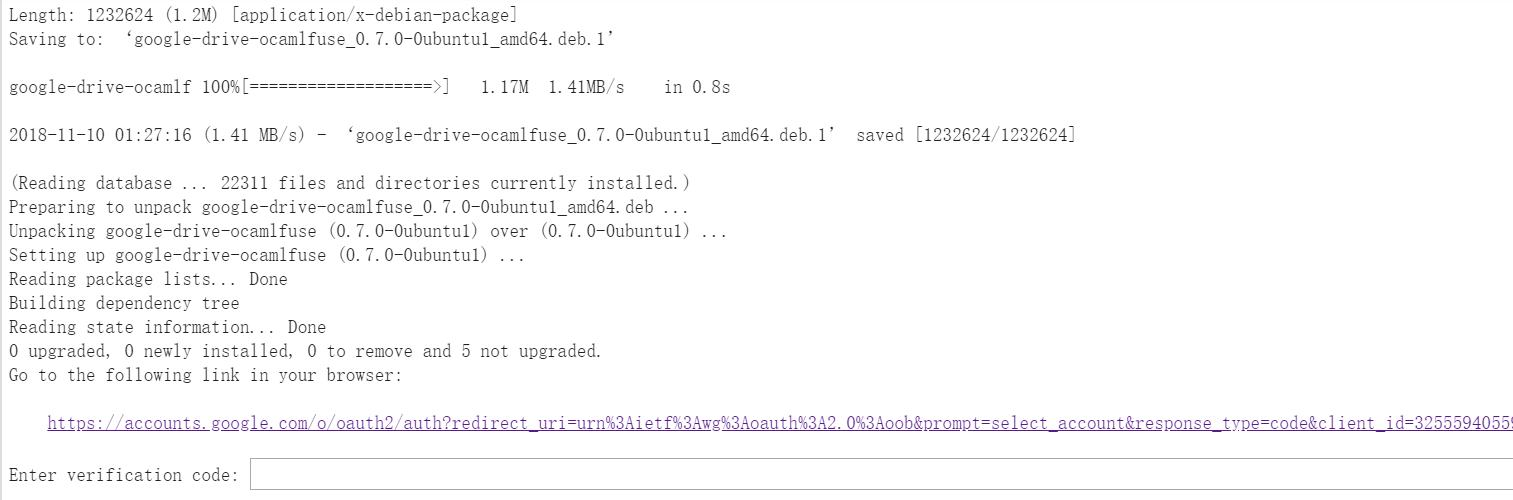 Length: 1232624 (1.2M) [application/x-debian-package]
Saving to: ‘google-drive-ocamlfuse_0.7.0-0ubuntu1_amd64.deb.1’
google-drive-ocamlf 100%[===================>] 1.17M 1.41MB/s in 0.8s
2018-11-10 01:27:16 (1.41 MB/s) - ‘google-drive-ocamlfuse_0.7.0-0ubuntu1_amd64.deb.1’ saved [1232624/1232624]
(Reading database ... 22311 files and directories currently installed.)
Preparing to unpack google-drive-ocamlfuse_0.7.0-0ubuntu1_amd64.deb ...
Unpacking google-drive-ocamlfuse (0.7.0-0ubuntu1) over (0.7.0-0ubuntu1) ...
Setting up google-drive-ocamlfuse (0.7.0-0ubuntu1) ...
Reading package lists... Done
Building dependency tree
Reading state information... Done
0 upgraded, 0 newly installed, 0 to remove and 5 not upgraded.
Go to the following link in your browser:
https://accounts.google.com/o/oauth2/auth?redirect_uri=urn%3Aietf%3Awg%3Aoauth%3A2.0%3Aoob&prompt=select_account&response_type=code&client_id=3255594055
Enter verification code: